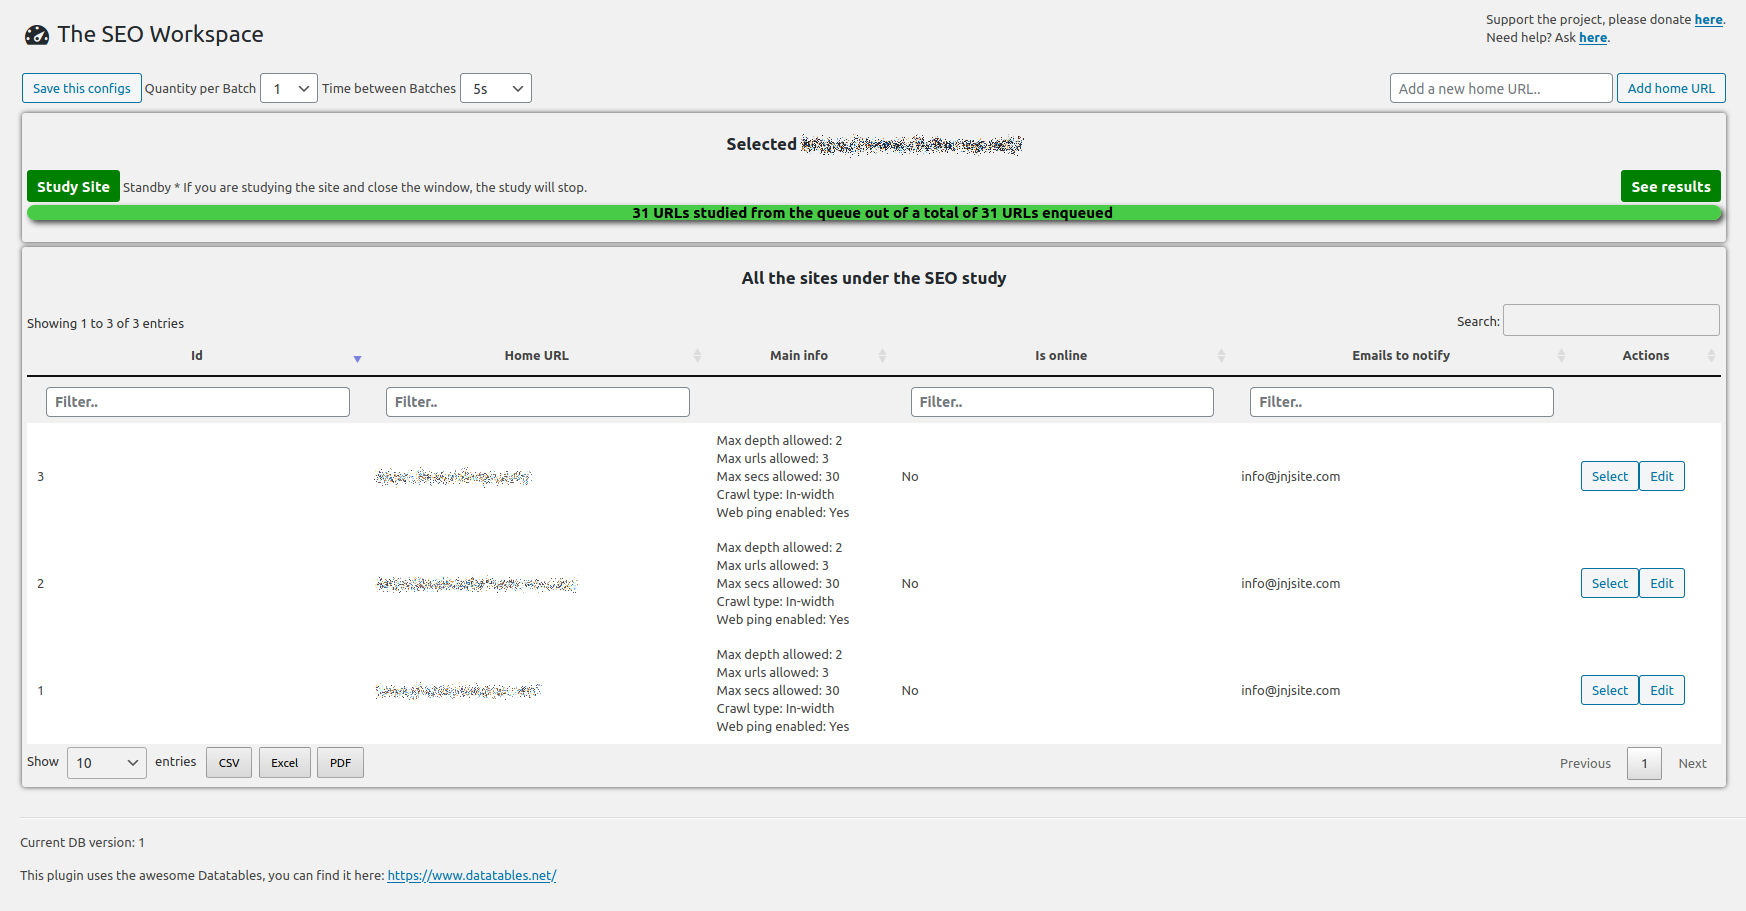 The SEO Workspace
Support the project, please donate here.
Need help? Ask here.
Save this configs Quantity per Batch 1 Time between Batches 5s Add a new home URL.. Add home URL
Selected
Study Site Standby * If you are studying the site and close the window, the study will stop. See results
31 URLs studied from the queue out of a total of 31 URLs enqueued
All the sites under the SEO study
Showing 1 to 3 of 3 entries Search:
Id Home URL Main info Is online Emails to notify Actions
Filter.. Filter.. Filter.. Filter..
Max depth allowed: 2
Max urls allowed: 3
3 Max secs allowed: 30 No info@jnjsite.com Select Edit
Crawl type: In-width
Web ping enabled: Yes
Max depth allowed: 2
Max urls allowed: 3
2 Max secs allowed: 30 No info@jnjsite.com Select Edit
Crawl type: In-width
Web ping enabled: Yes
Max depth allowed: 2
Max urls allowed: 3
1 Max secs allowed: 30 No info@jnjsite.com Select Edit
Crawl type: In-width
Web ping enabled: Yes
Show 10 entries CSV Excel PDF Previous 1 Next
Current DB version: 1
This plugin uses the awesome Datatables, you can find it here: https://www.datatables.net/